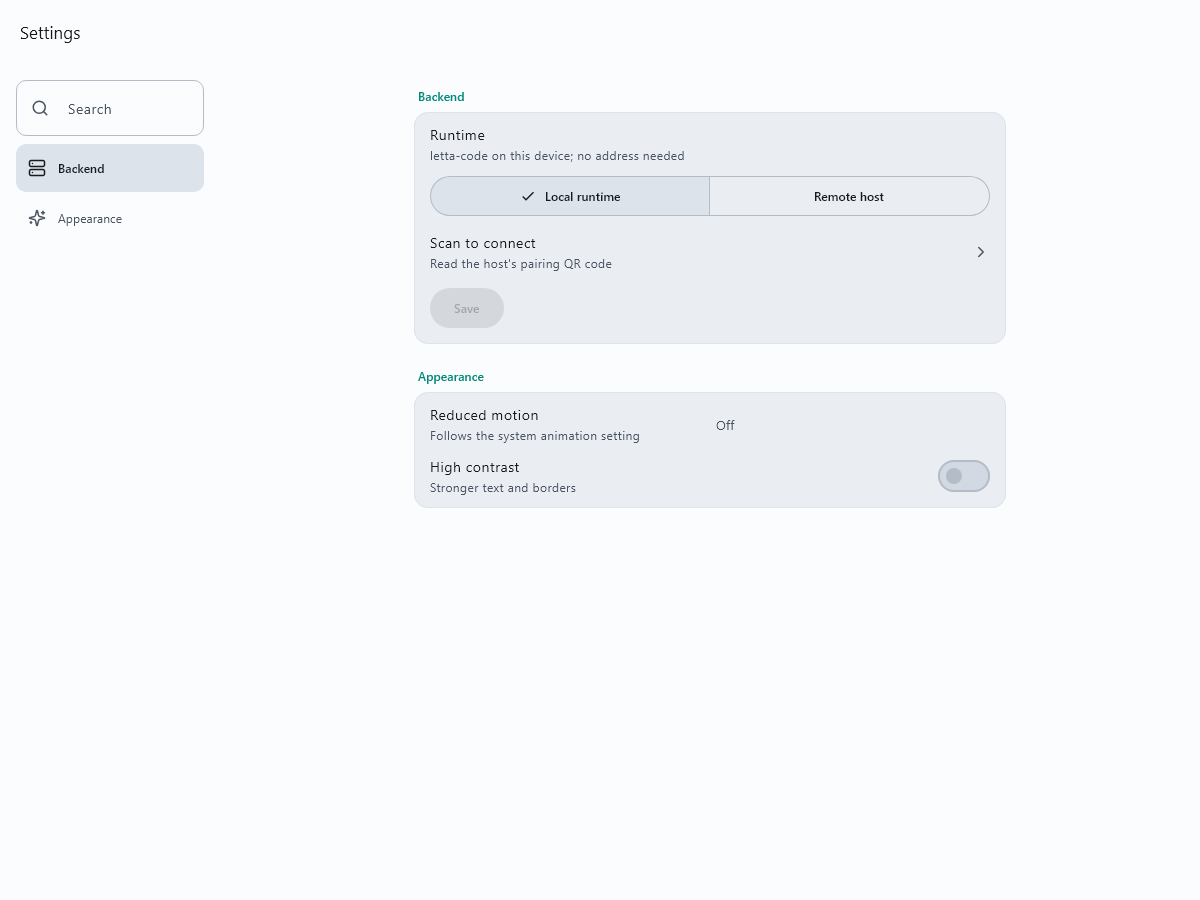 Settings
Search
Backend
Appearance
Backend
Runtime
letta-code on this device; no address needed
Local runtime
Remote host
Scan to connect
Read the host's pairing QR code
Save
Appearance
Reduced motion
Follows the system animation setting
Off
High contrast
Stronger text and borders